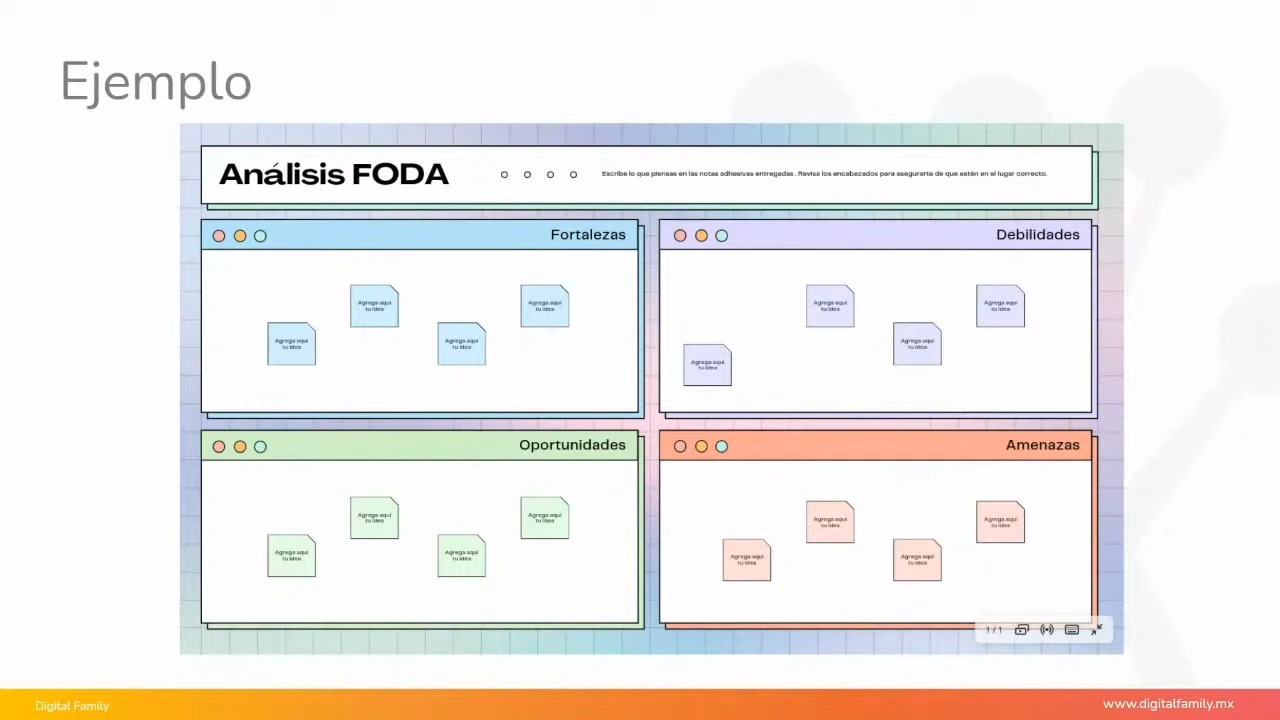 Ejemplo
Análisis FODA
Escribe lo que piensas en las notas adhesivas entregadas . Revisa los encabezados para asegurarte de que estén en el lugar correcto.
Fortalezas
Agrega aquí
tu idea
Agrega aquí
tu idea
Agrega aquí
tu idea
Agrega aquí
tu idea
Debilidades
Agrega aquí
tu idea
Agrega aquí
tu idea
Agrega aquí
tu idea
Agrega aquí
tu idea
Oportunidades
Agrega aquí
tu idea
Agrega aquí
tu idea
Agrega aquí
tu idea
Agrega aquí
tu idea
Amenazas
Agrega aquí
tu idea
Agrega aquí
tu idea
Agrega aquí
tu idea
Agrega aquí
tu idea
1 / 1
Digital Family
www.digitalfamily.mx